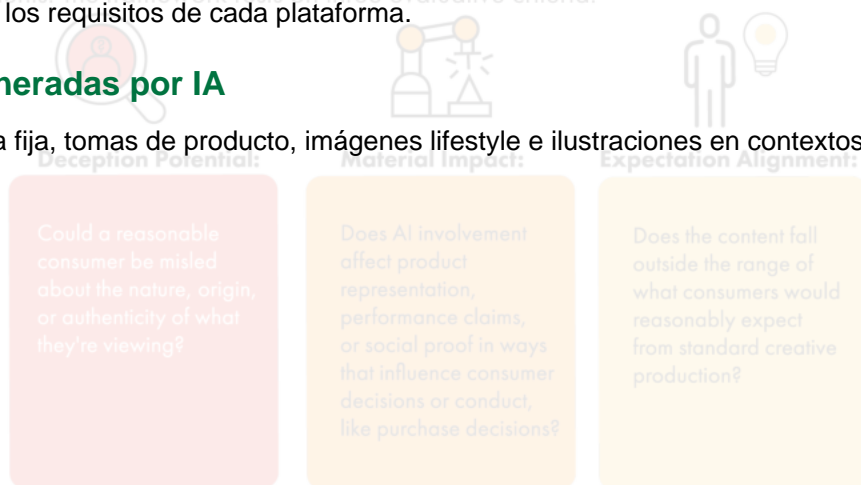 los requisitos de cada plataforma.
neradas por IA
a fija, tomas de producto, imágenes lifestyle e ilustraciones en contextos
Deception Potential:
Material Impact:
Expectation Alignment:
Could a reasonable
consumer be misled
about the nature, origin,
or authenticity of what
they're viewing?
Does AI involvement
affect product
representation,
performance claims,
or social proof in ways
that influence consumer
decisions or conduct,
like purchase decisions?
Does the content fall
outside the range of
what consumers would
reasonably expect
from standard creative
production?